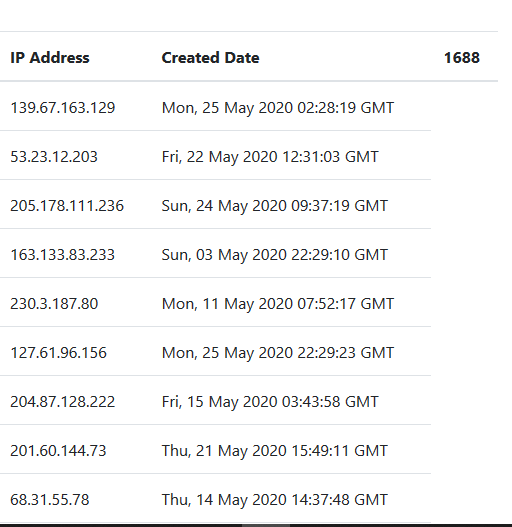 IP Address Created Date 1688
139.67.163.129 Mon, 25 May 2020 02:28:19 GMT
53.23.12.203 Fri, 22 May 2020 12:31:03 GMT
205.178.111.236 Sun, 24 May 2020 09:37:19 GMT
163.133.83.233 Sun, 03 May 2020 22:29:10 GMT
230.3.187.80 Mon, 11 May 2020 07:52:17 GMT
127.61.96.156 Mon, 25 May 2020 22:29:23 GMT
204.87.128.222 Fri, 15 May 2020 03:43:58 GMT
201.60.144.73 Thu, 21 May 2020 15:49:11 GMT
68.31.55.78 Thu, 14 May 2020 14:37:48 GMT